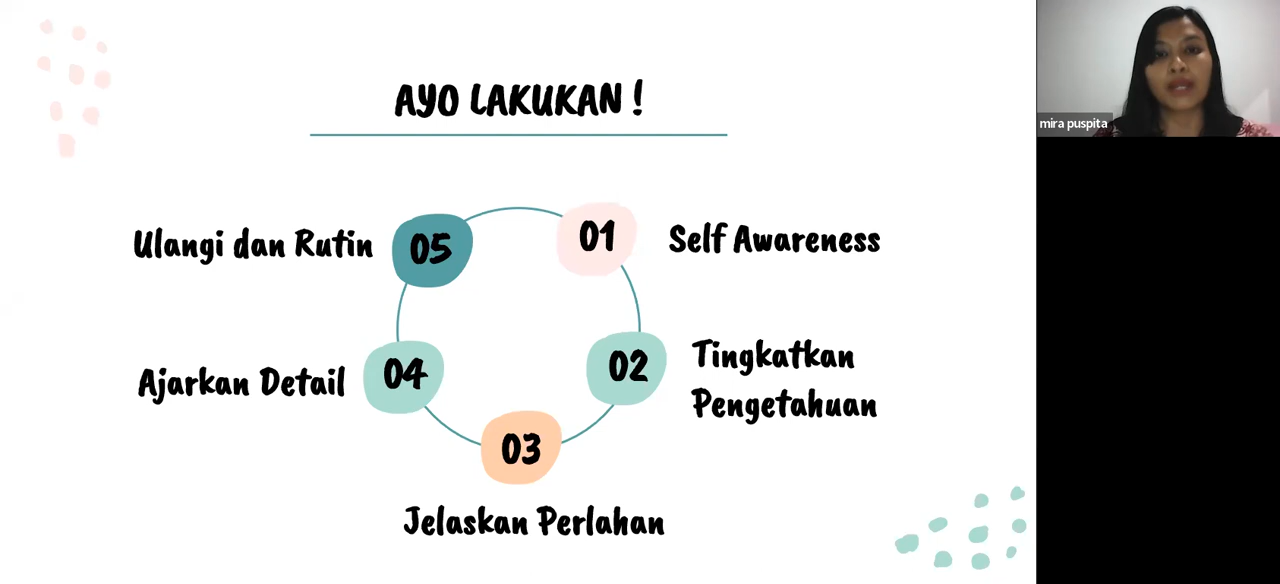 AYO LAKUKAN !
01
Self Awareness
02
Tingkatkan
Pengetahuan
03
Jelaskan Perlahan
04
Ajarkan Detail
05
Ulangi dan Rutin
mira puspita